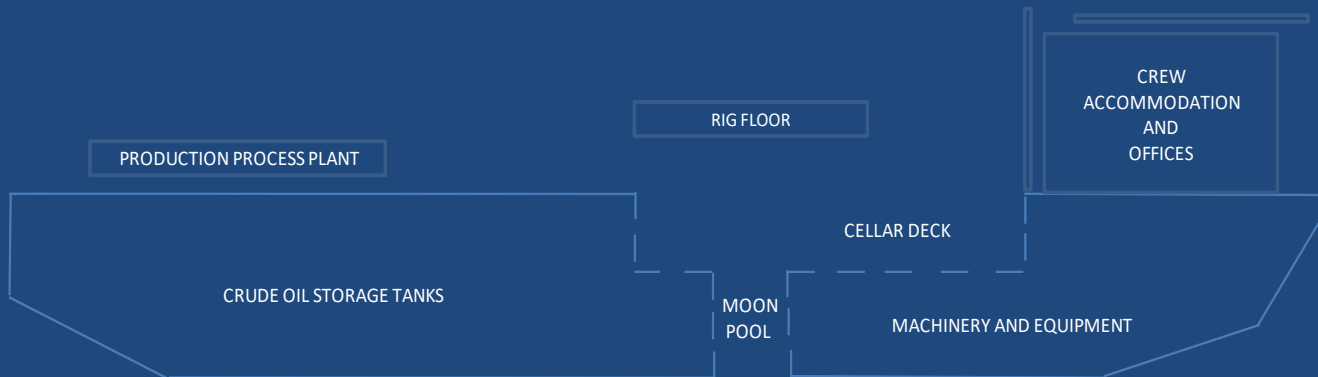 CREW
ACCOMMODATION
AND
OFFICES
RIG FLOOR
PRODUCTION PROCESS PLANT
CELLAR DECK
CRUDE OIL STORAGE TANKS
MOON
POOL
MACHINERY AND EQUIPMENT